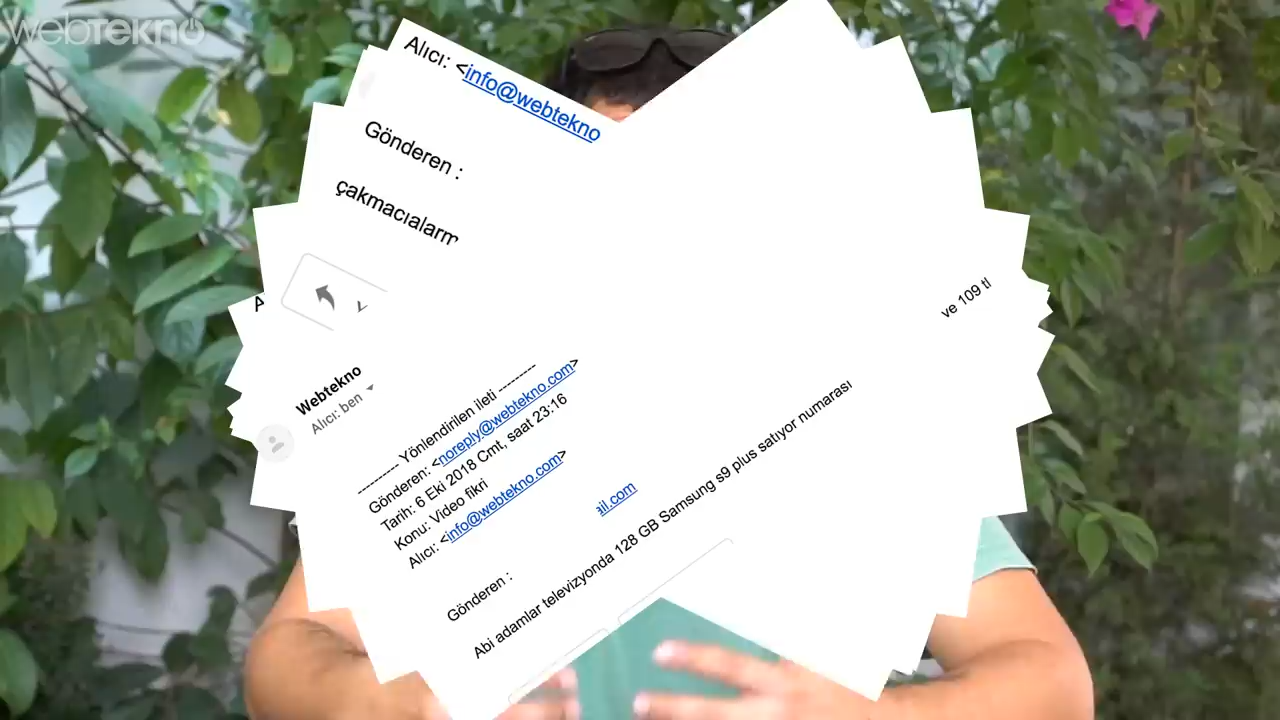 webtekno
Alıcı: <info@webtekno
Gönderen :
çakmacıların
Webtekno
Alıcı: ben
---------- Yönlendirilen ileti ----------
Gönderen: <noreply@webtekno.com>
Tarih: 6 Eki 2018 Cmt, saat 23:16
Konu: Video fikri
Alıcı: <info@webtekno.com>
ail.com
Gönderen :
Abi adamlar televizyonda 128 GB Samsung s9 plus satıyor numarası
ve 109 tl